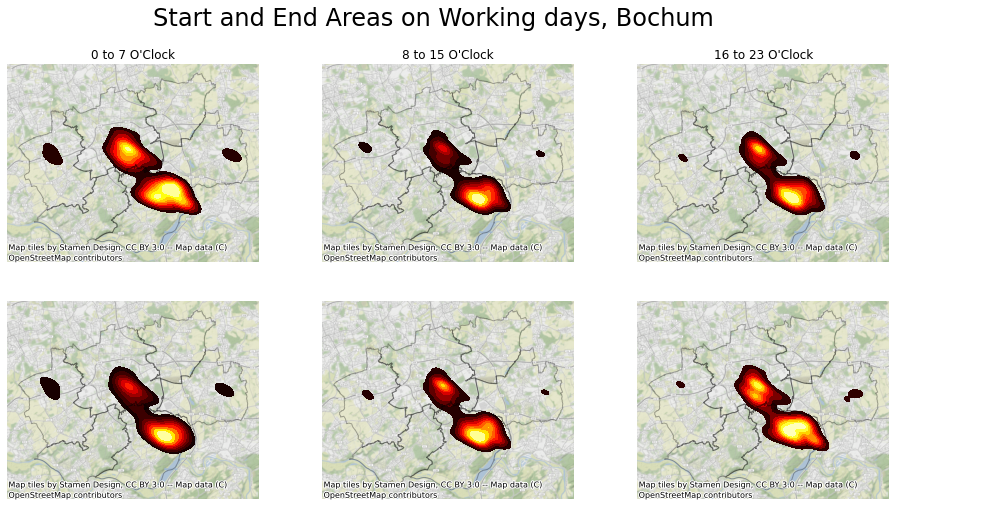 Start and End Areas on Working days, Bochum
0 to 7 O'Clock
8 to 15 O'Clock
16 to 23 O'Clock
Map tiles by Stamen Design, CC BY 3.0 -- Map data (C)
OpenStreetMap contributors
Map tiles by Stamen Design, CC BY 3.0 -- Map data (C)
OpenStreetMap contributors
Map tiles by Stamen Design, CC BY 3.0 -- Map data (C)
OpenStreetMap contributors
Map tiles by Stamen Design, CC BY 3.0 -- Map data (C)
OpenStreetMap contributors
Map tiles by Stamen Design, CC BY 3.0 -- Map data (C)
OpenStreetMap contributors
Map tiles by Stamen Design, CC BY 3.0 -- Map data (C)
OpenStreetMap contributors